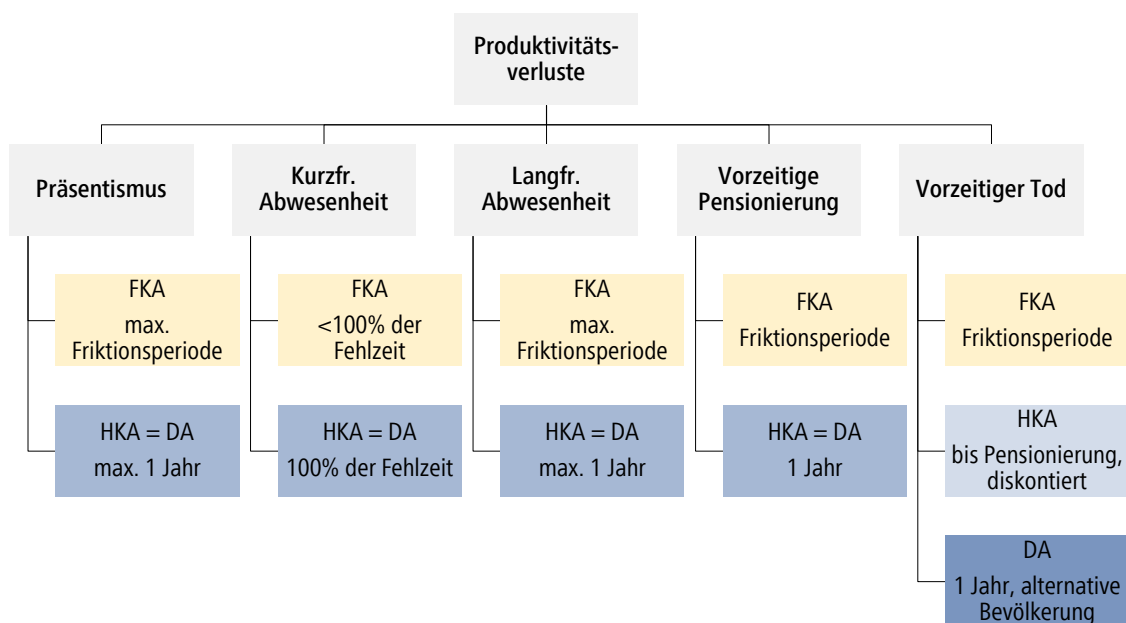 Produktivitäts-
verluste
Präsentismus
Kurzfr.
Abwesenheit
Langfr.
Abwesenheit
Vorzeitige
Pensionierung
Vorzeitiger Tod
FKA
max.
Friktionsperiode
FKA
<100% der
Fehlzeit
FKA
max.
Friktionsperiode
FKA
Friktionsperiode
FKA
Friktionsperiode
HKA = DA
max. 1 Jahr
HKA = DA
100% der Fehlzeit
HKA = DA
max. 1 Jahr
HKA = DA
1 Jahr
HKA
bis Pensionierung,
diskontiert
DA
1 Jahr, alternative
Bevölkerung